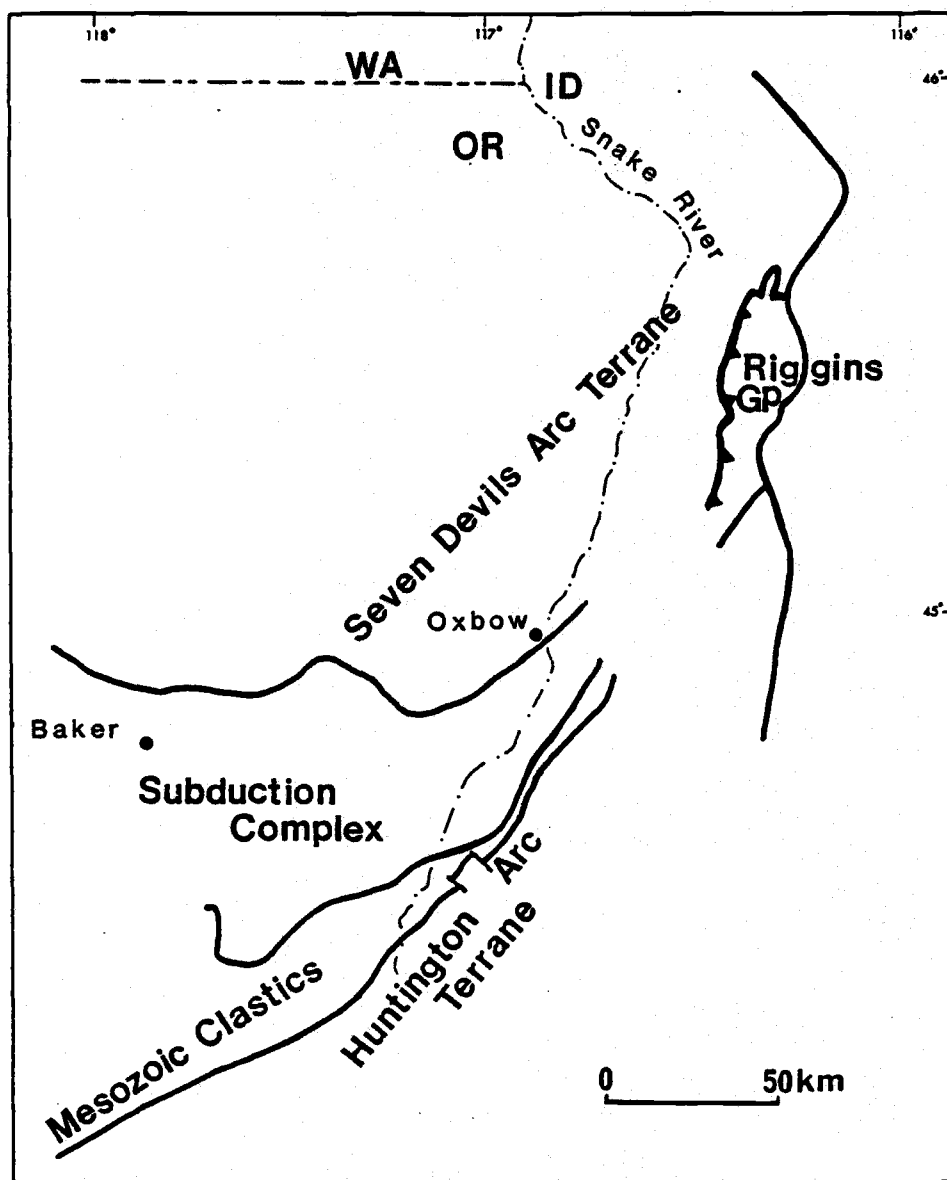 118°
117°
116°
WA
ID
46°
OR
Snake River
Seven Devils Arc Terrane
Riggins
Gp
45°
Oxbow
Baker
Subduction
Complex
Huntington Arc
Terrane
Mesozoic Clastics
0 50km